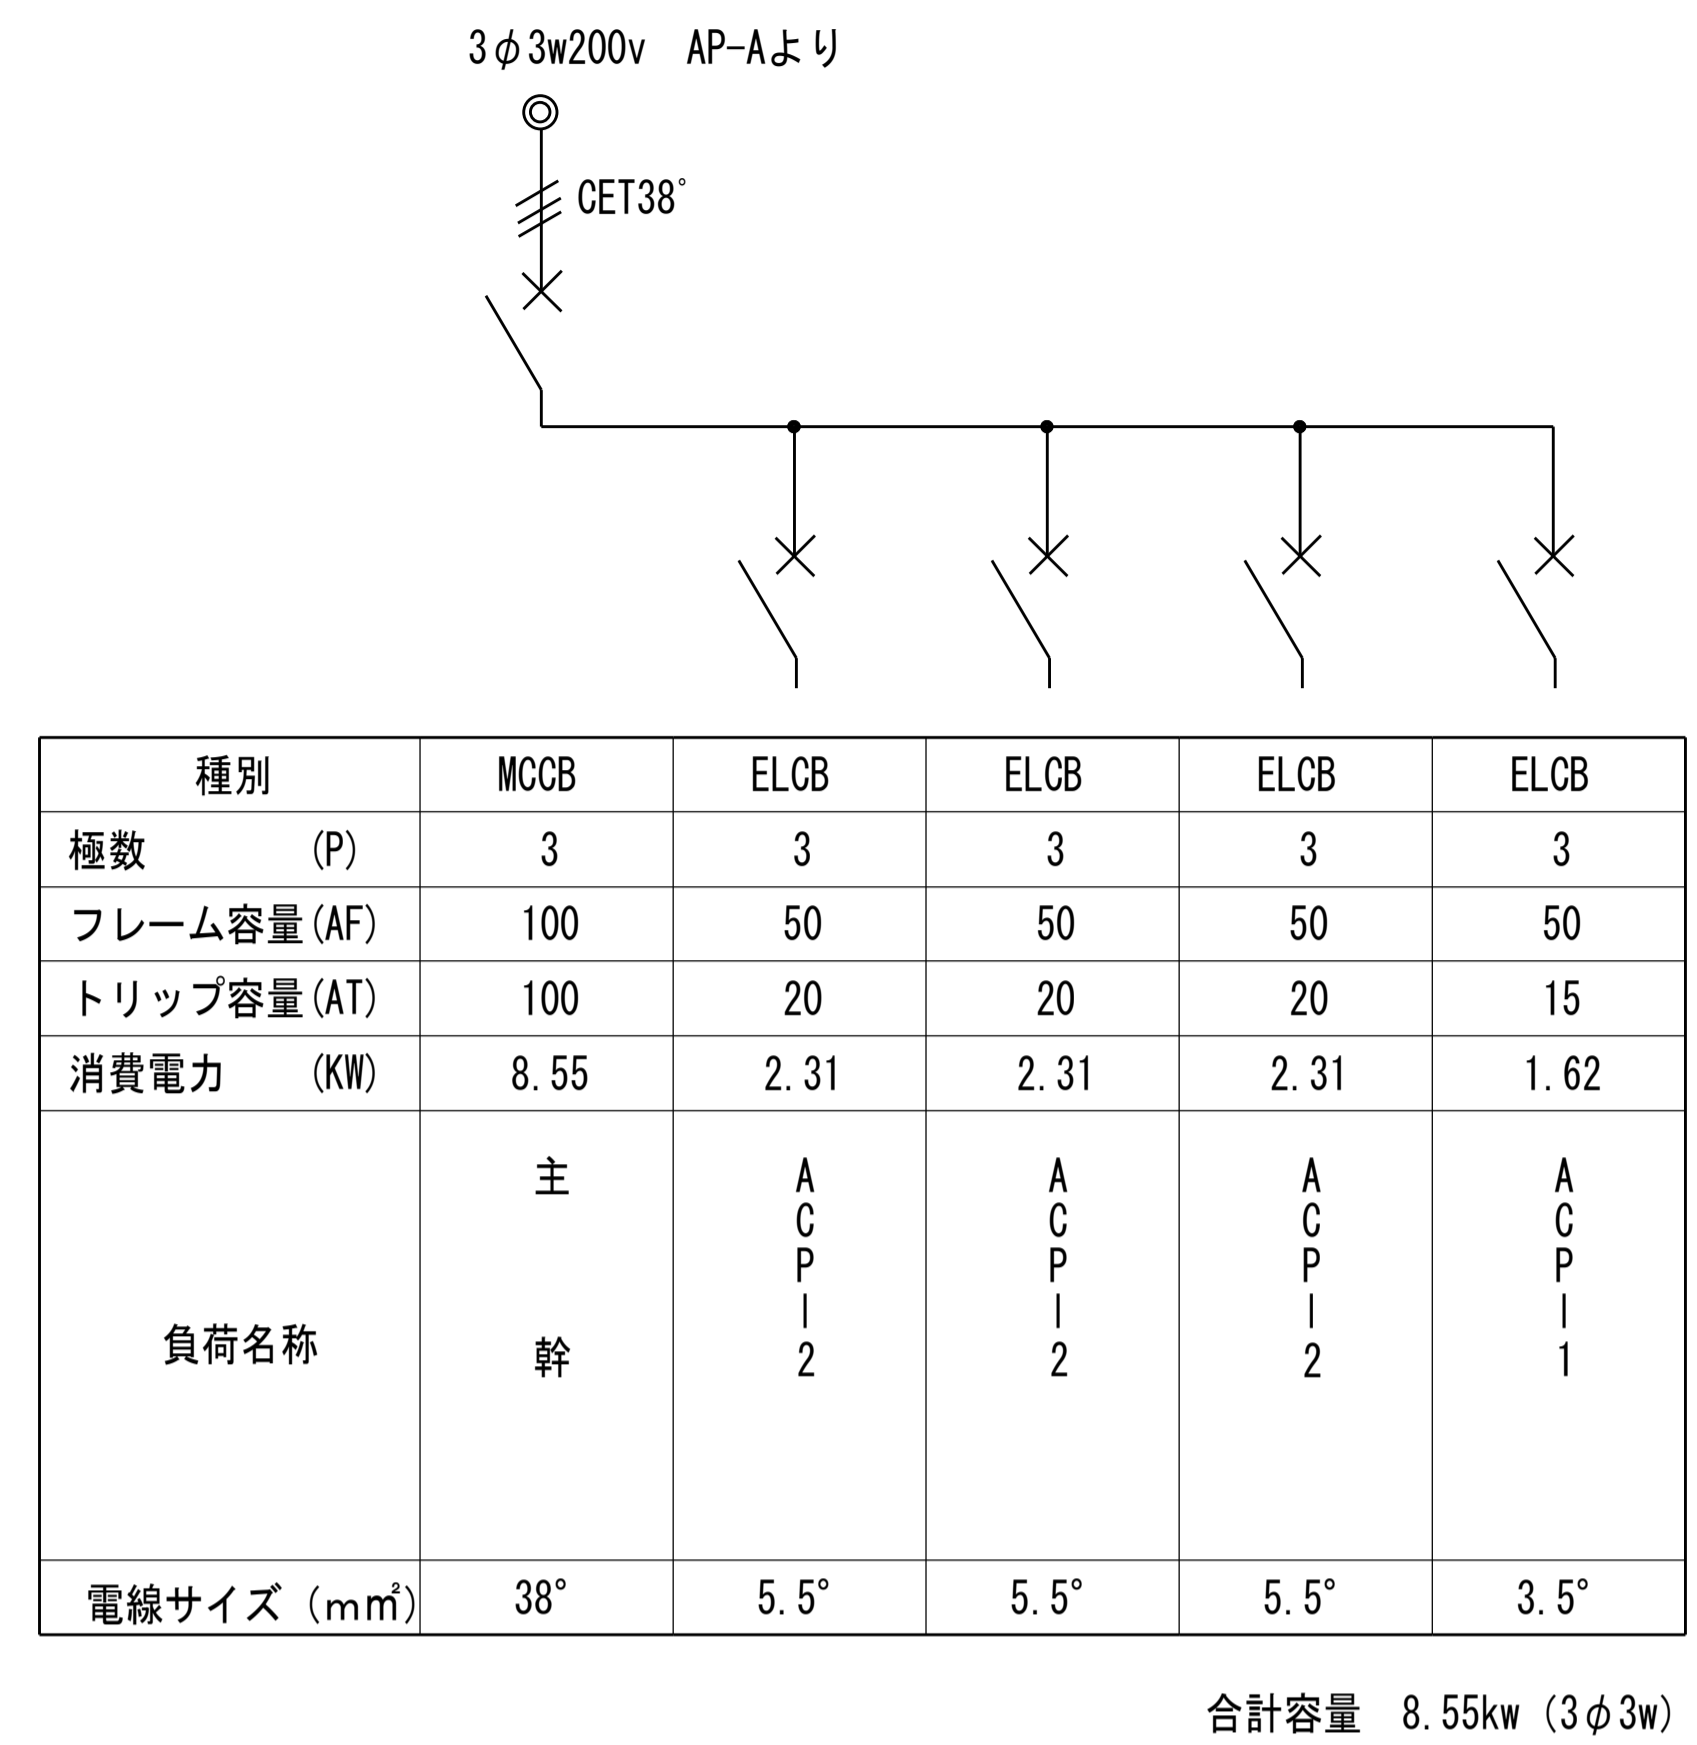 3φ3w200v　AP-Aより
CET38°
種別 MCCB ELCB ELCB ELCB ELCB
極数 (P) 3 3 3 3 3
フレーム容量(AF) 100 50 50 50 50
トリップ容量(AT) 100 20 20 20 15
消費電力 (KW) 8.55 2.31 2.31 2.31 1.62
負荷名称 主幹 ACP-2 ACP-2 ACP-2 ACP-1
電線サイズ (ｍ㎡) 38° 5.5° 5.5° 5.5° 3.5°
合計容量　8.55kw (3φ3w)